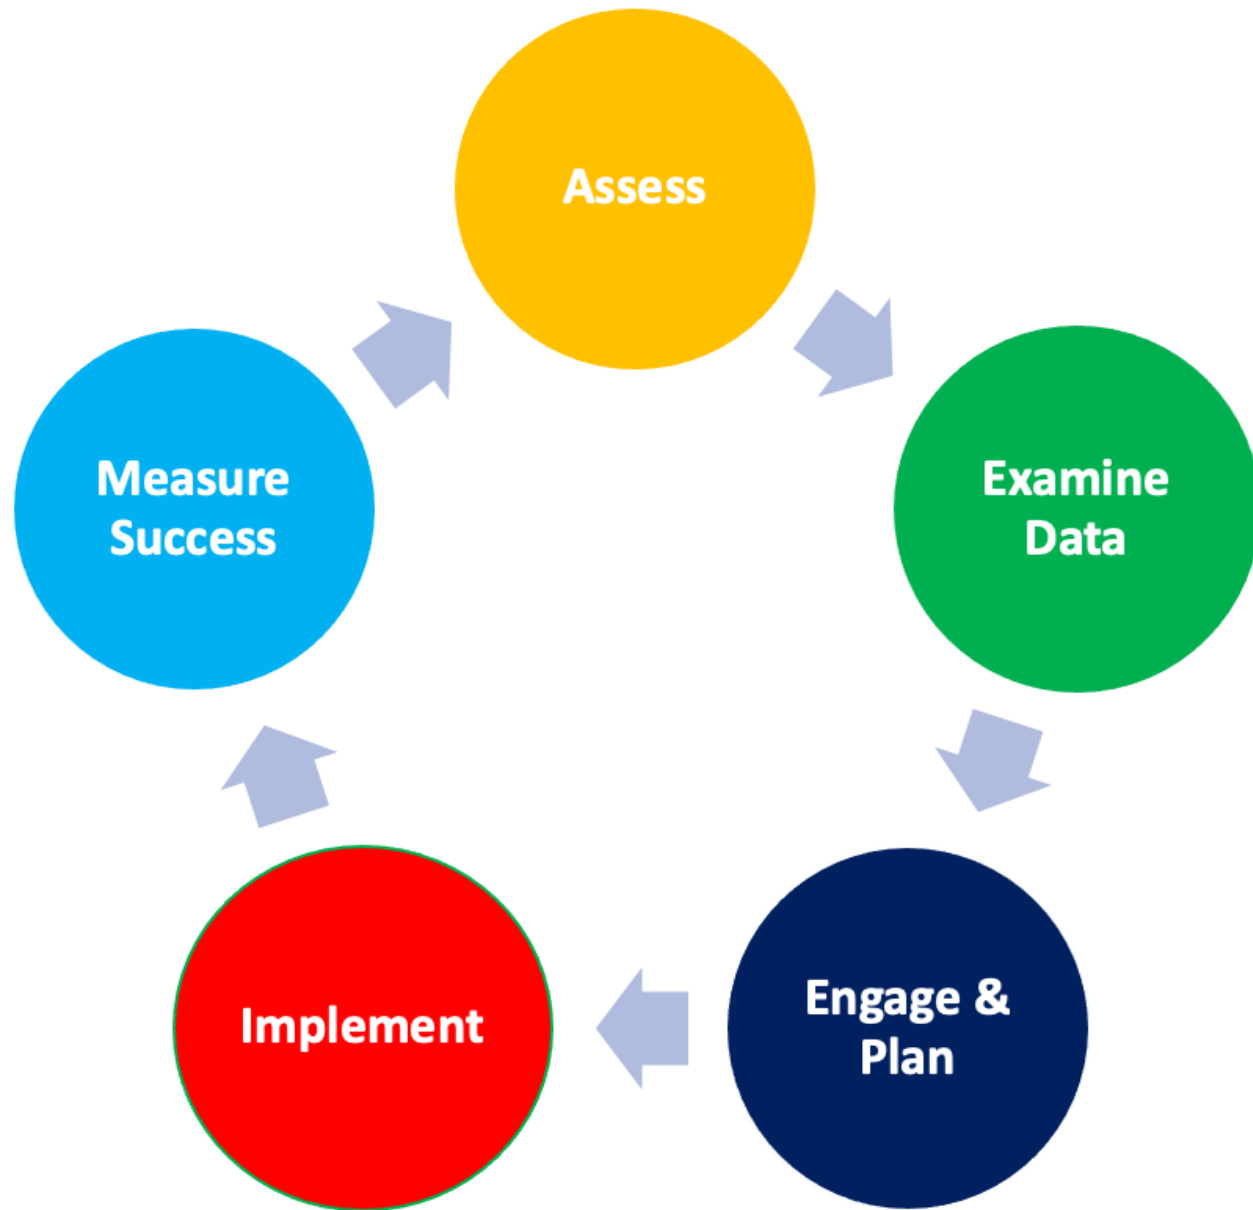 Assess
Examine
Data
Engage &
Plan
Implement
Measure
Success